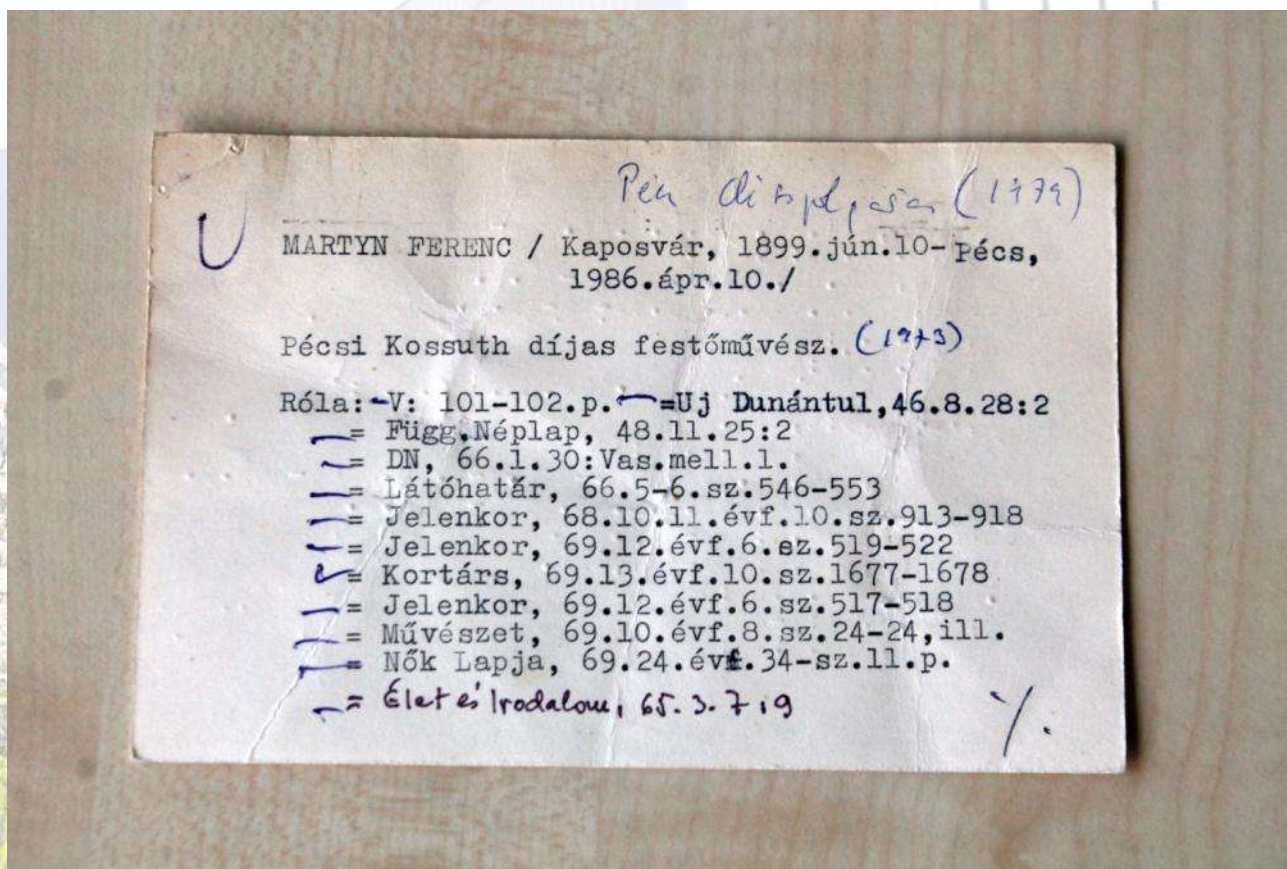 Pécs díszpolgára (1979)
MARTYN FERENC / Kaposvár, 1899.jún.10-Pécs,
1986.ápr.10./
Pécsi Kossuth díjas festőművész. (1973)
Róla:-V: 101-102.p. -=Uj Dunántul,46.8.28:2
-= Függ.Néplap, 48.11.25:2
-= DN, 66.1.30:Vas.mell.1.
-= Látóhatár, 66.5-6.sz.546-553
-= Jelenkor, 68.10.11.évf.10.sz.913-918
-= Jelenkor, 69.12.évf.6.sz.519-522
-= Kortárs, 69.13.évf.10.sz.1677-1678
-= Jelenkor, 69.12.évf.6.sz.517-518
-= Művészet, 69.10.évf.8.sz.24-24,ill.
-= Nők Lapja, 69.24.évf.34-sz.11.p.
-= Élet és Irodalom, 65.3.7.9
./.